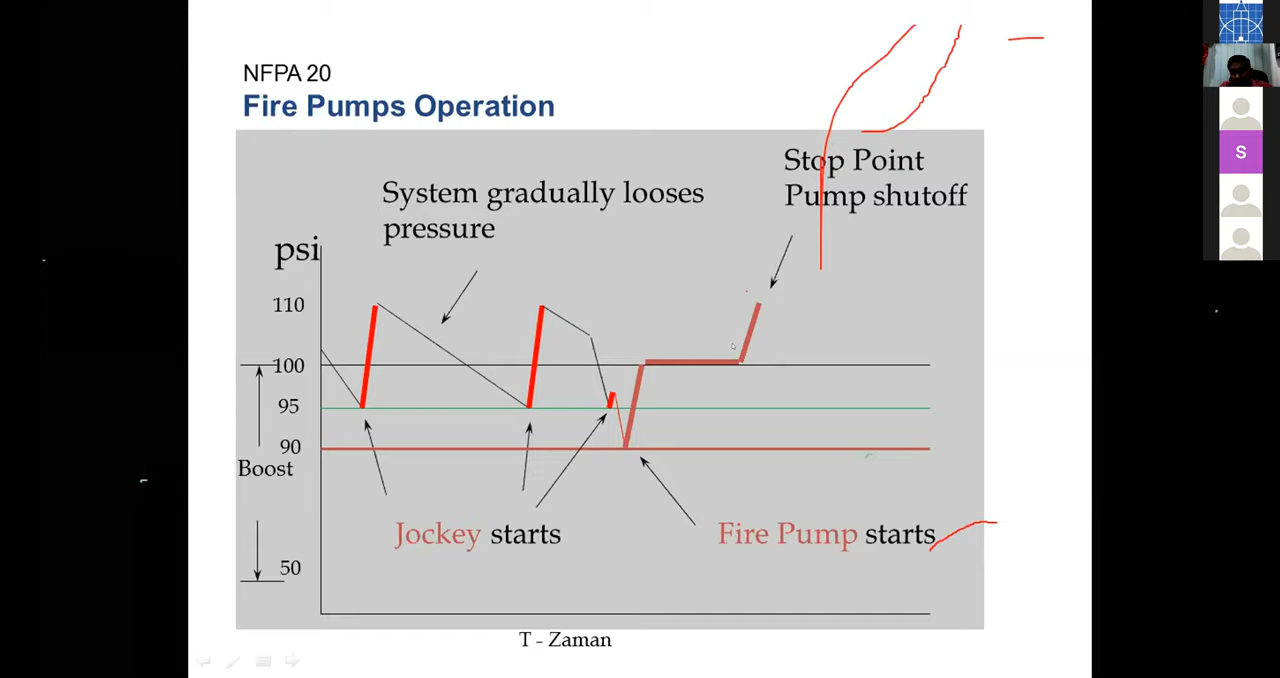 NFPA 20
Fire Pumps Operation
Stop Point
Pump shutoff
System gradually looses
pressure
psi
110
100
95
90
Boost
Jockey starts
Fire Pump starts
50
T - Zaman
S